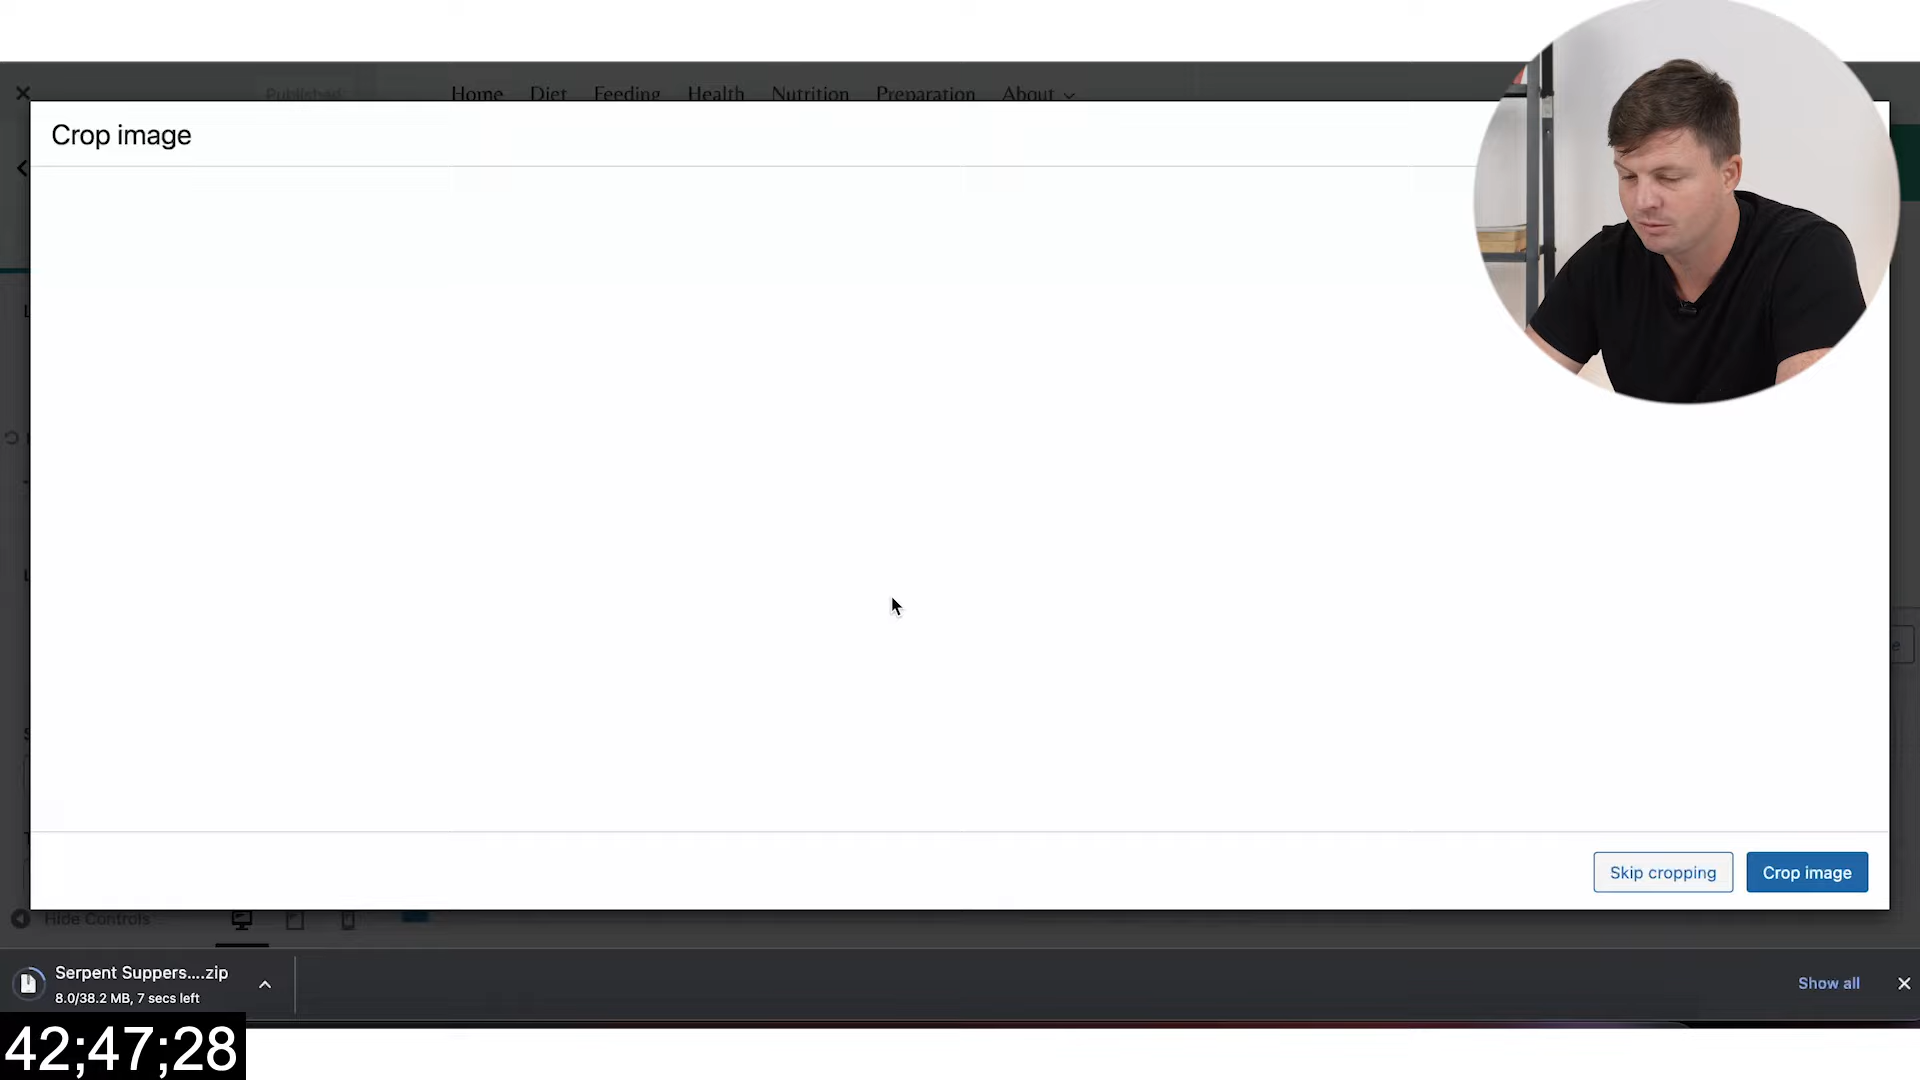 Published
Home Diet Feeding Health Nutrition Preparation About
Crop image
Skip cropping Crop image
Hide Controls
Serpent Suppers....zip
8.0/38.2 MB, 7 secs left
Show all
42;47;28